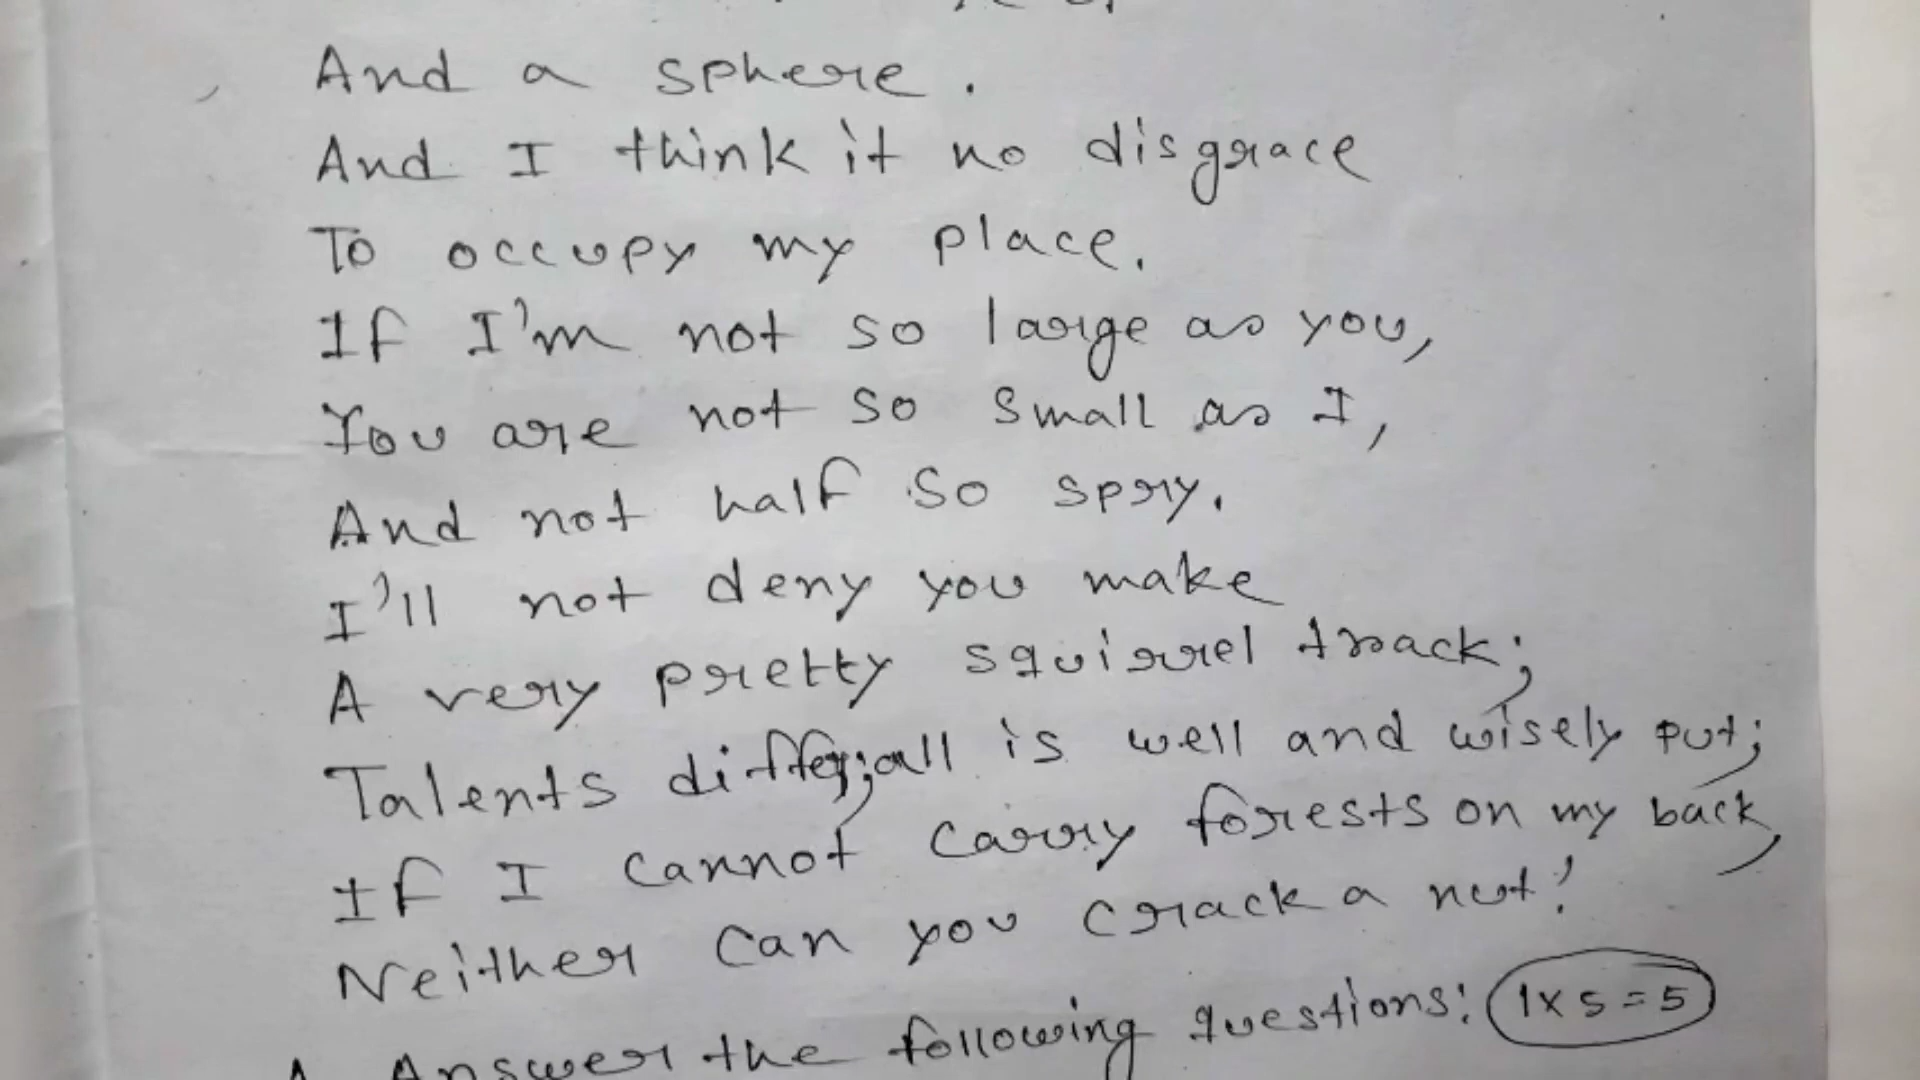 And a sphere.
And I think it no disgrace
To occupy my place.
If I'm not so large as you,
You are not so small as I,
And not half so spry.
I'll not deny you make
A very pretty squirrel track;
Talents differ; all is well and wisely put;
If I cannot carry forests on my back,
Neither can you crack a nut!
Answer the following questions: 1x5=5